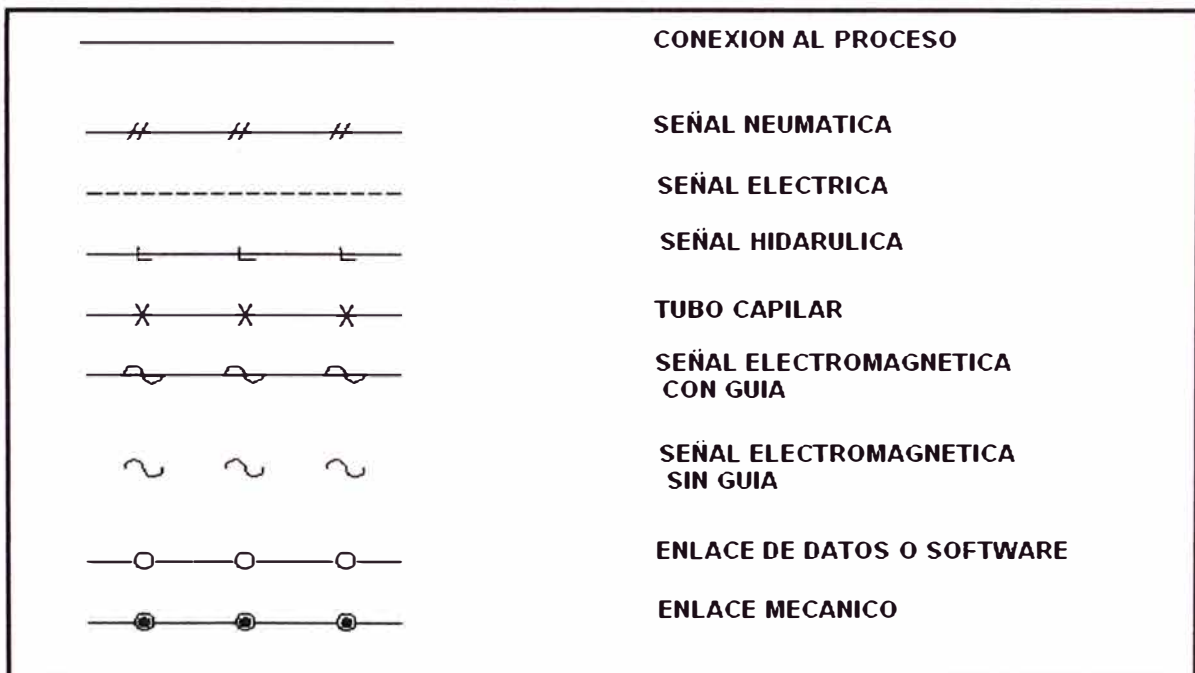 CONEXION AL PROCESO
SEÑAL NEUMATICA
SEÑAL ELECTRICA
SEÑAL HIDARULICA
TUBO CAPILAR
SEÑAL ELECTROMAGNETICA
CON GUIA
SEÑAL ELECTROMAGNETICA
SIN GUIA
ENLACE DE DATOS O SOFTWARE
ENLACE MECANICO